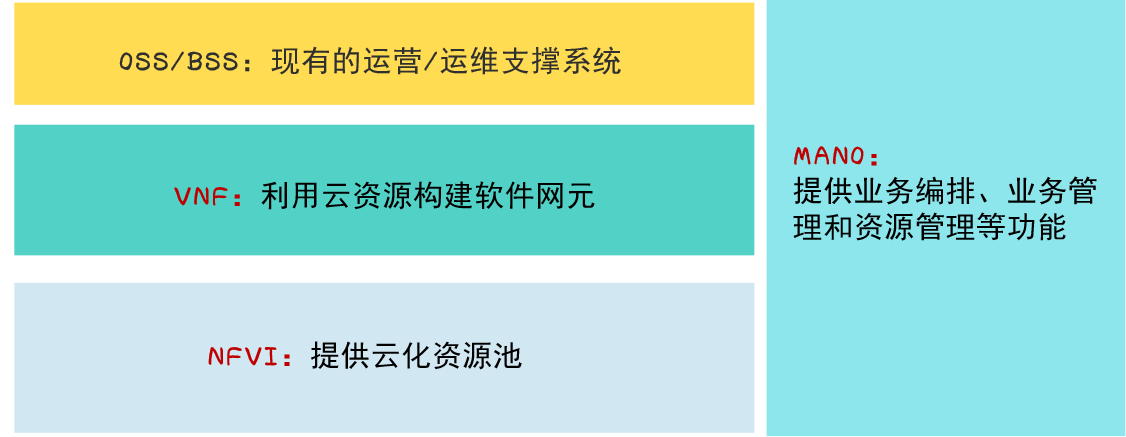 OSS/BSS：现有的运营/运维支撑系统
VNF：利用云资源构建软件网元
NFVI：提供云化资源池
MANO：
提供业务编排、业务管
理和资源管理等功能